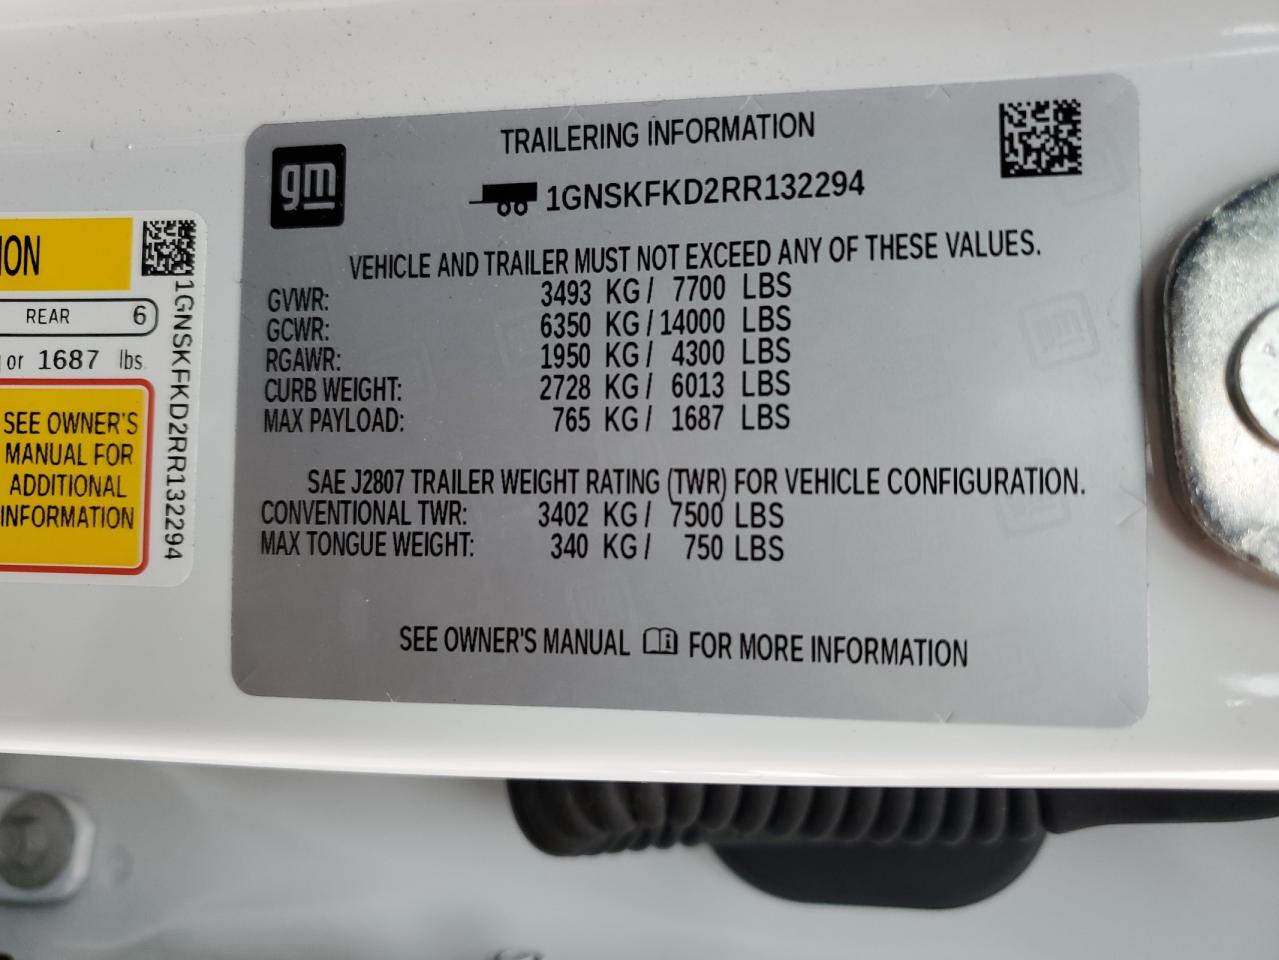 TRAILERING INFORMATION
gm
1GNSKFKD2RR132294
VEHICLE AND TRAILER MUST NOT EXCEED ANY OF THESE VALUES.
GVWR: 3493 KG / 7700 LBS
GCWR: 6350 KG / 14000 LBS
RGAWR: 1950 KG / 4300 LBS
CURB WEIGHT: 2728 KG / 6013 LBS
MAX PAYLOAD: 765 KG / 1687 LBS
SAE J2807 TRAILER WEIGHT RATING (TWR) FOR VEHICLE CONFIGURATION.
CONVENTIONAL TWR: 3402 KG / 7500 LBS
MAX TONGUE WEIGHT: 340 KG / 750 LBS
SEE OWNER'S MANUAL FOR MORE INFORMATION
ION
REAR 6
or 1687 lbs
SEE OWNER'S
MANUAL FOR
ADDITIONAL
INFORMATION
1GNSKFKD2RR132294